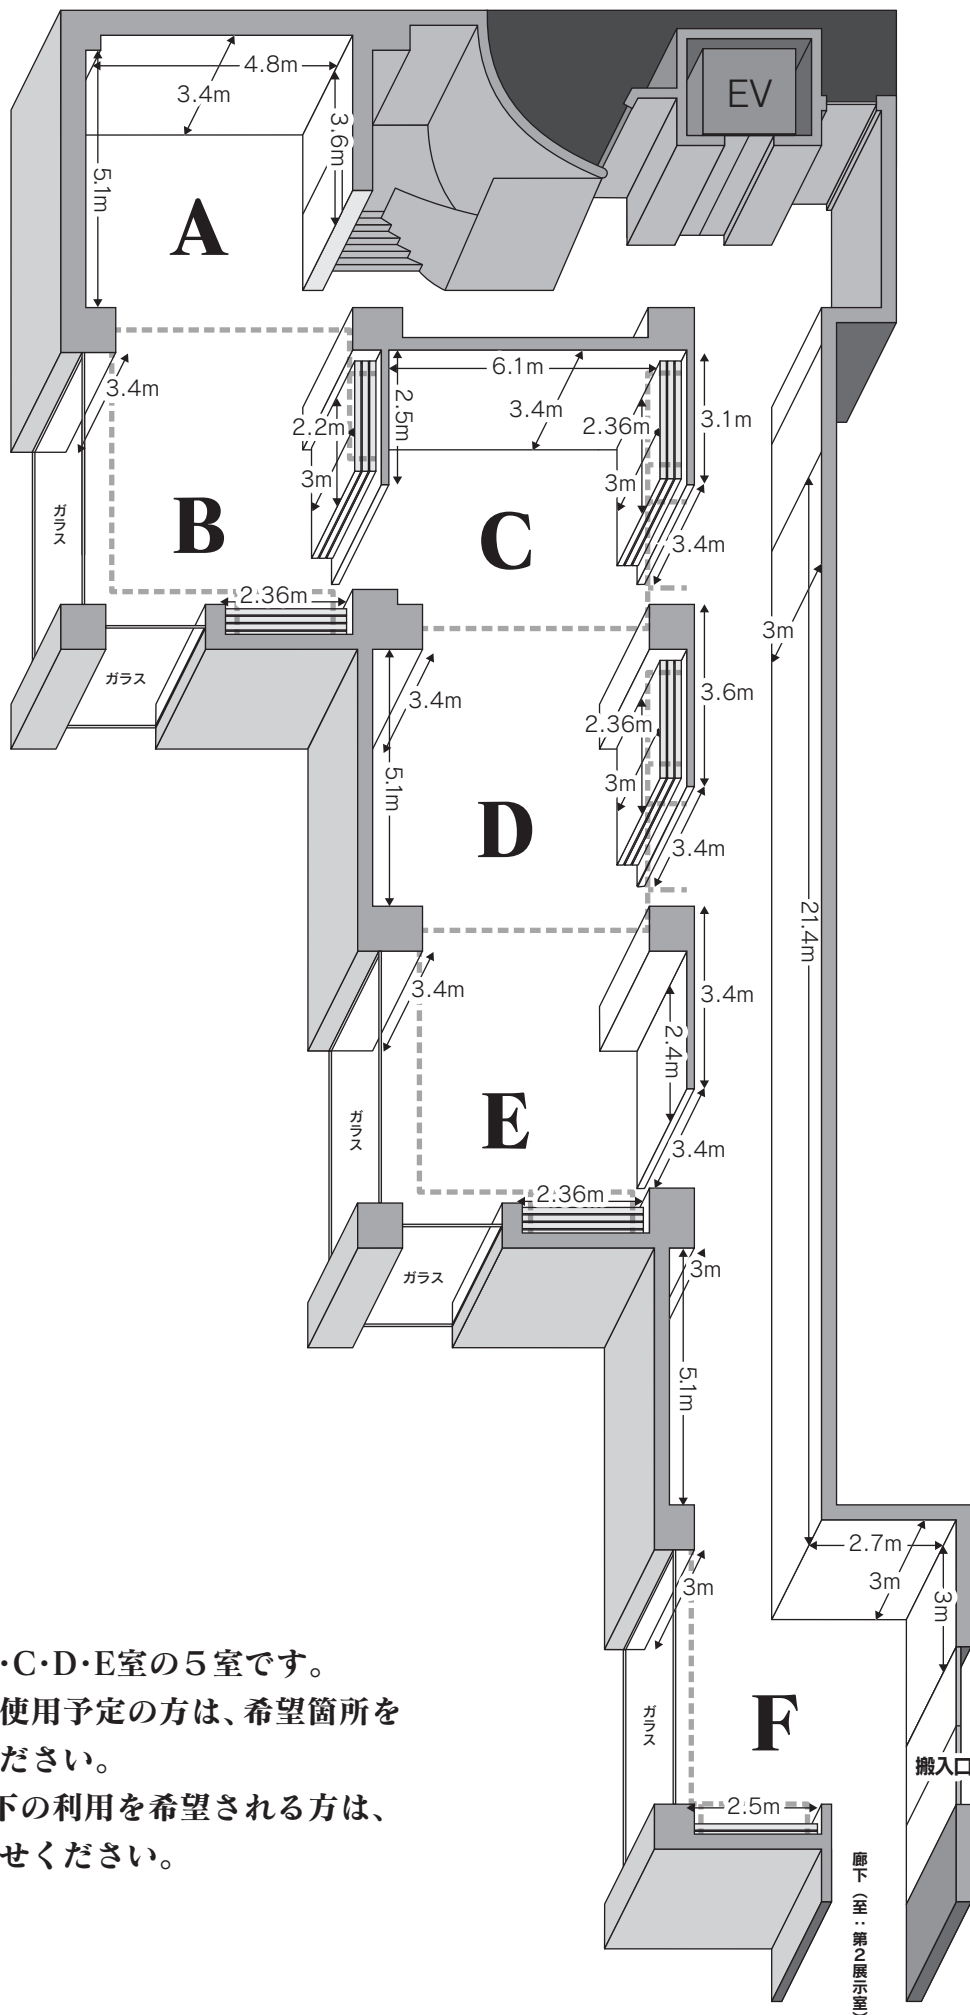 EV
4.8m
3.4m
3.6m
5.1m
A
3.4m
6.1m
2.5m
3.4m
2.2m
2.36m
3.1m
3m
3m
ガラス
B
C
3.4m
2.36m
3m
ガラス
3.4m
3.6m
2.36m
5.1m
3m
D
3.4m
21.4m
3.4m
3.4m
2.4m
ガラス
E
3.4m
2.36m
ガラス
3m
5.1m
2.7m
3m
3m
3m
ガラス
F
搬入口
2.5m
廊下（至：第2展示室）
・C・D・E室の５室です。
使用予定の方は、希望箇所を
ださい。
下の利用を希望される方は、
せください。